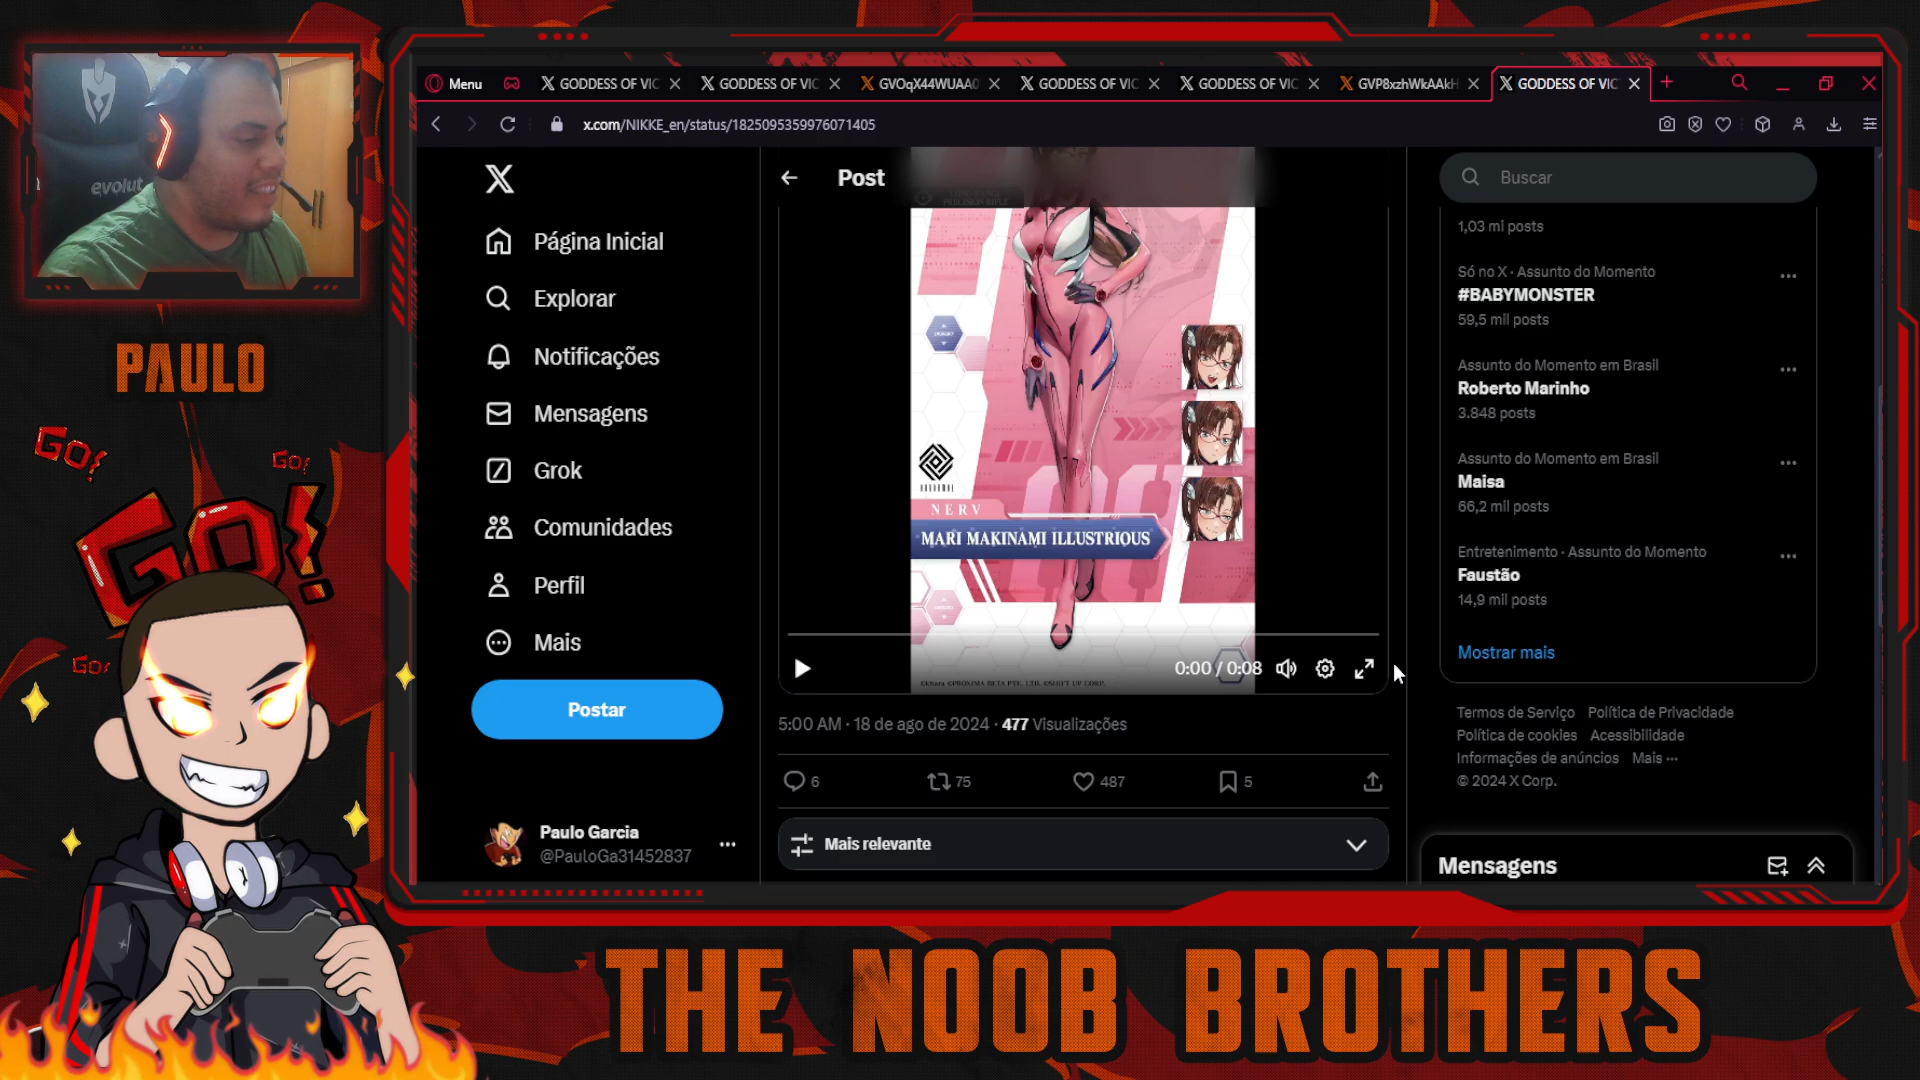 evolut
PAULO
GO!
GO!
GO!
GO!
Menu
GODDESS OF VIC
GODDESS OF VIC
GVOqX44WUAA0
GODDESS OF VIC
GODDESS OF VIC
GVP8xzhWkAAkH
GODDESS OF VIC
x.com/NIKKE_en/status/1825095359976071405
Página Inicial
Explorar
Notificações
Mensagens
Grok
Comunidades
Perfil
Mais
Postar
Paulo Garcia
@PauloGa31452837
Post
PRECISION RIFLE
NERV
MARI MAKINAMI ILLUSTRIOUS
0:00 / 0:08
5:00 AM · 18 de ago de 2024 · 477 Visualizações
6
75
487
5
Mais relevante
Buscar
1,03 mi posts
Só no X · Assunto do Momento
#BABYMONSTER
59,5 mil posts
Assunto do Momento em Brasil
Roberto Marinho
3.848 posts
Assunto do Momento em Brasil
Maisa
66,2 mil posts
Entretenimento · Assunto do Momento
Faustão
14,9 mil posts
Mostrar mais
Termos de Serviço Política de Privacidade
Política de cookies Acessibilidade
Informações de anúncios Mais ···
© 2024 X Corp.
Mensagens
THE NOOB BROTHERS